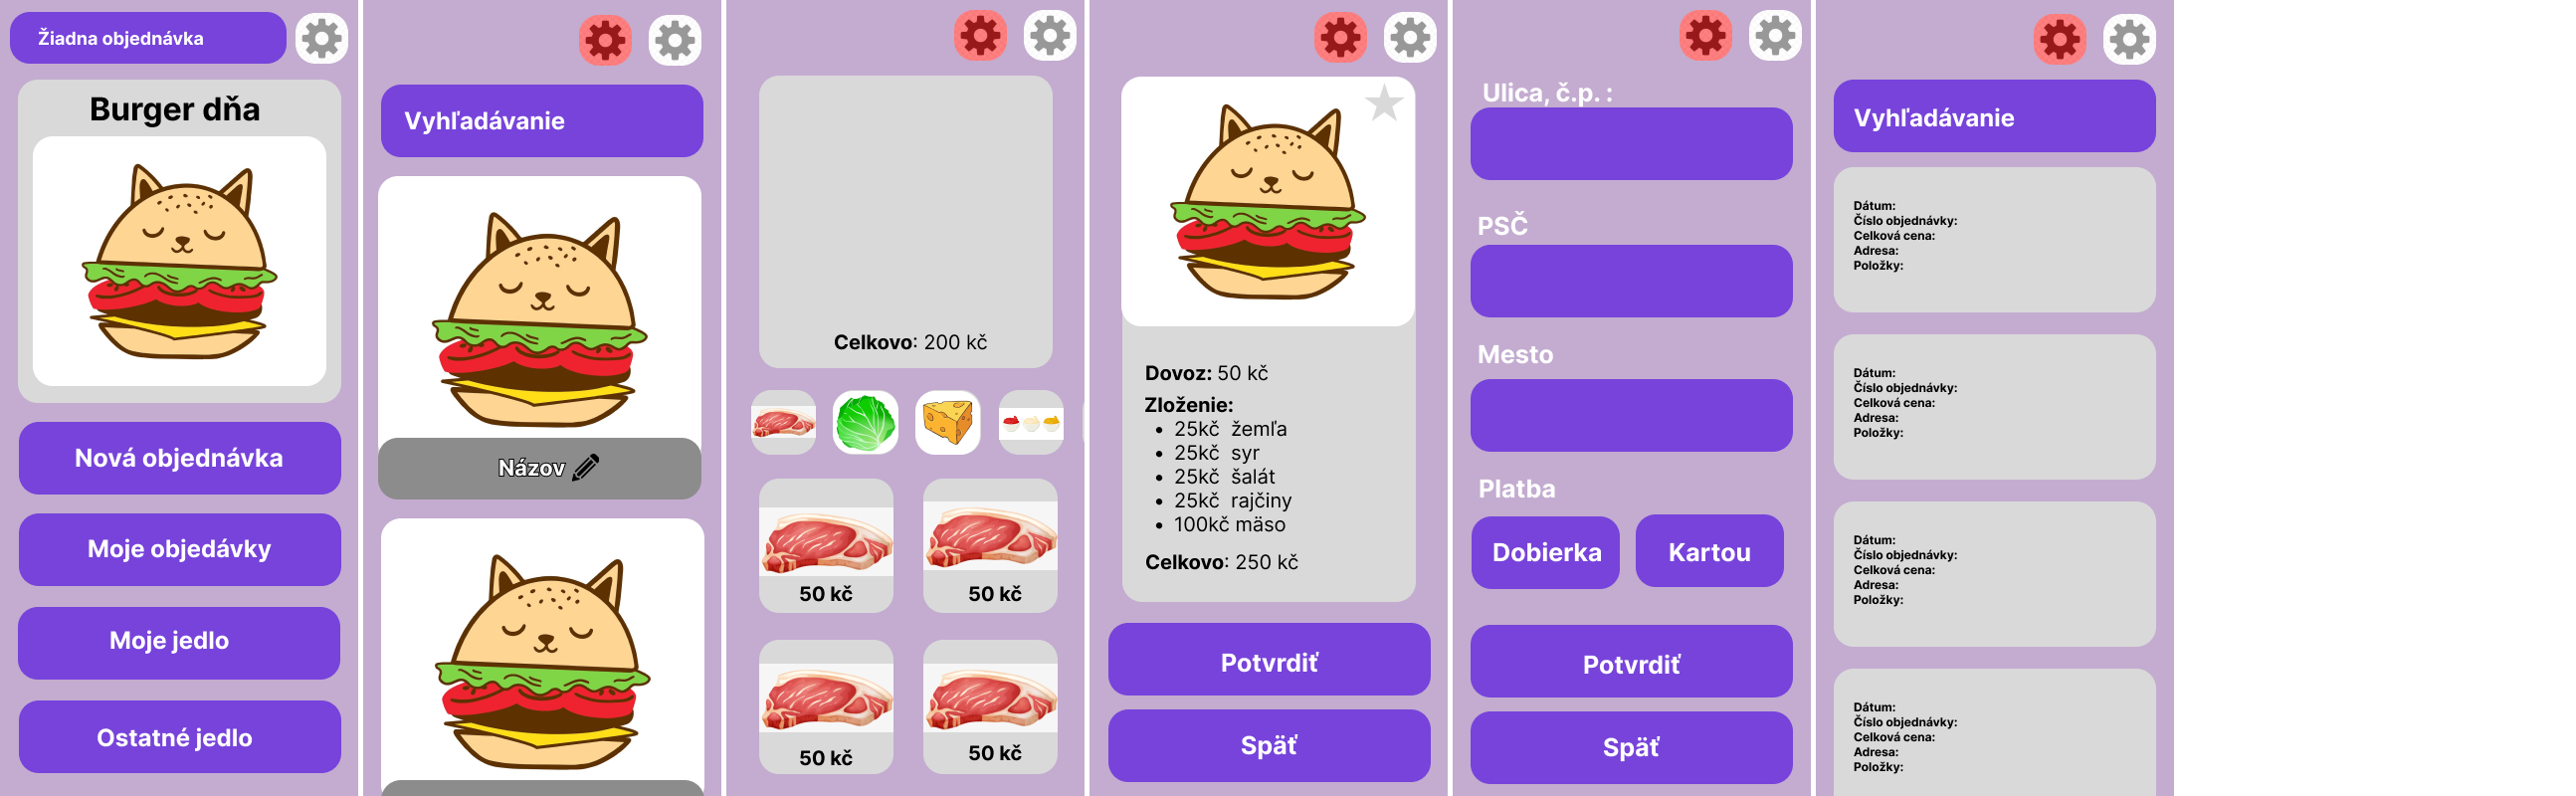 Žiadna objednávka
Burger dňa
Nová objednávka
Moje objedávky
Moje jedlo
Ostatné jedlo
Vyhľadávanie
Názov
Celkovo: 200 kč
50 kč
50 kč
50 kč
50 kč
Dovoz: 50 kč
Zloženie:
• 25kč žemľa
• 25kč syr
• 25kč šalát
• 25kč rajčiny
• 100kč mäso
Celkovo: 250 kč
Potvrdiť
Späť
Ulica, č.p. :
PSČ
Mesto
Platba
Dobierka
Kartou
Potvrdiť
Späť
Vyhľadávanie
Dátum:
Číslo objednávky:
Celková cena:
Adresa:
Položky:
Dátum:
Číslo objednávky:
Celková cena:
Adresa:
Položky:
Dátum:
Číslo objednávky:
Celková cena:
Adresa:
Položky:
Dátum:
Číslo objednávky:
Celková cena:
Adresa:
Položky: